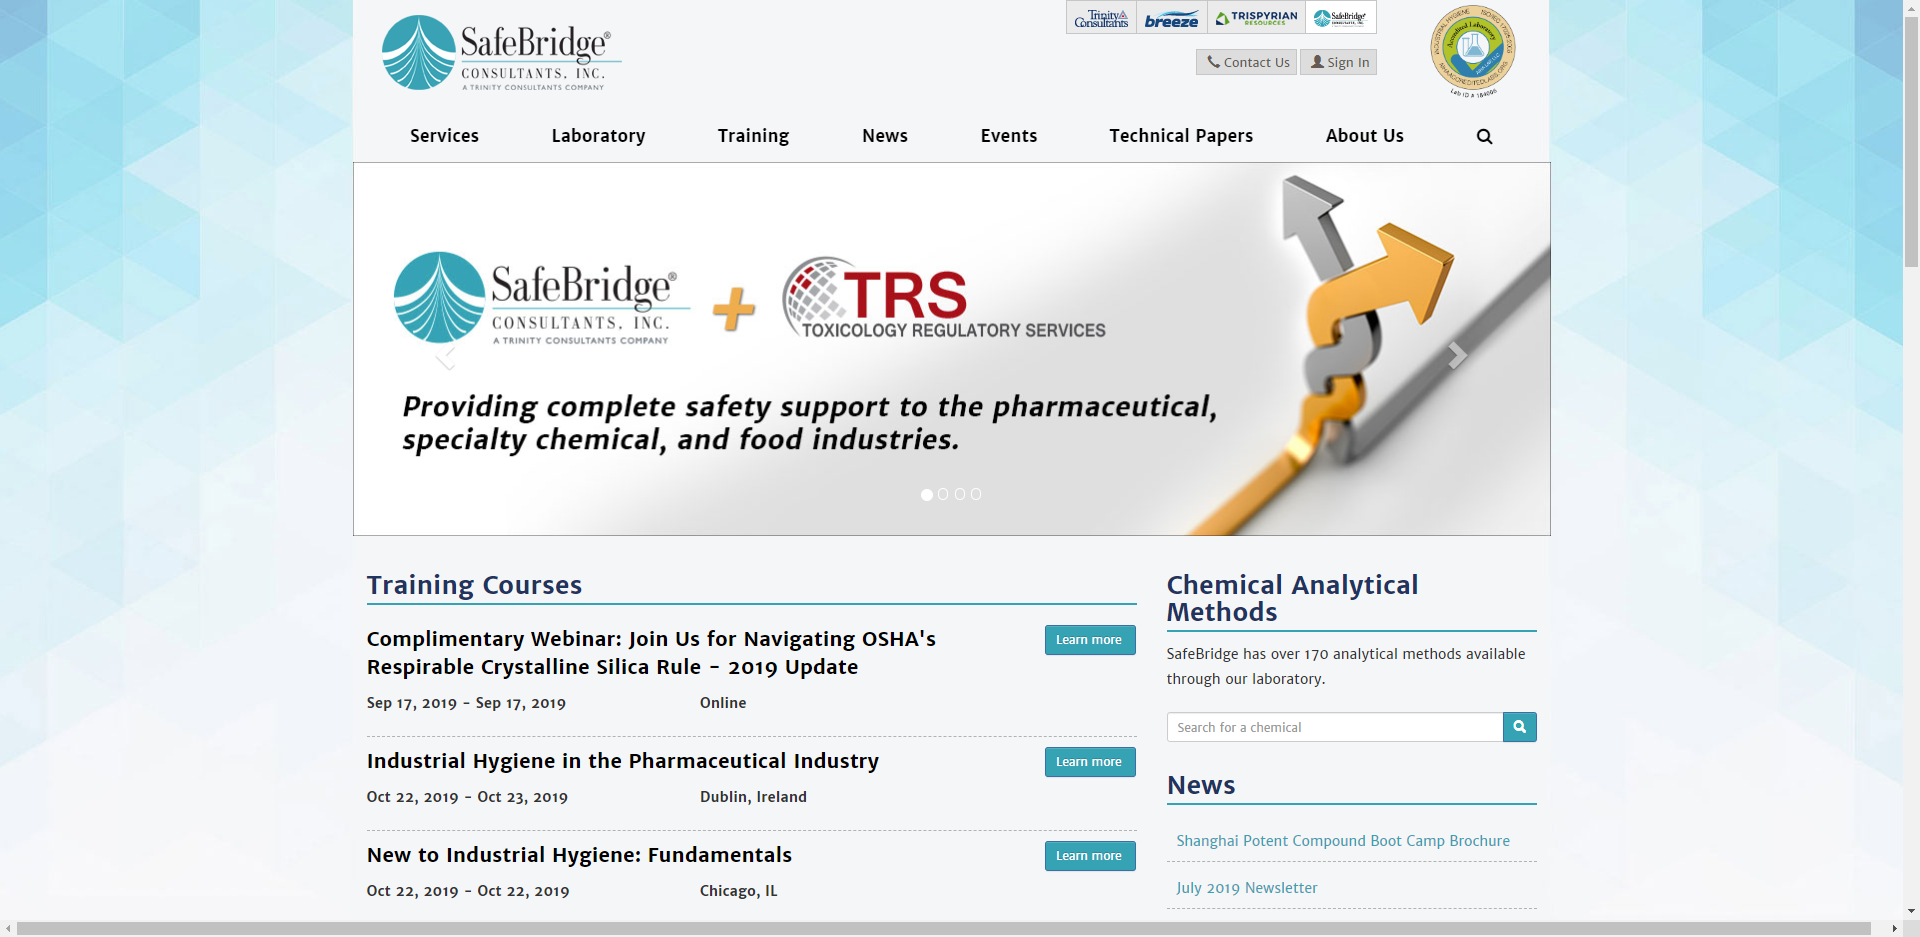 SafeBridge®
CONSULTANTS, INC.
A TRINITY CONSULTANTS COMPANY
Trinity Consultants
breeze
TRISPYRIAN
RESOURCES
SafeBridge
Contact Us
Sign In
INDUSTRIAL HYGIENE
Accredited Laboratory
AIHAACCREDITEDLABS.ORG
Services
Laboratory
Training
News
Events
Technical Papers
About Us
SafeBridge®
CONSULTANTS, INC.
A TRINITY CONSULTANTS COMPANY
+
TRS
TOXICOLOGY REGULATORY SERVICES
Providing complete safety support to the pharmaceutical,
specialty chemical, and food industries.
Training Courses
Complimentary Webinar: Join Us for Navigating OSHA's
Respirable Crystalline Silica Rule - 2019 Update
Learn more
Sep 17, 2019 - Sep 17, 2019
Online
Industrial Hygiene in the Pharmaceutical Industry
Learn more
Oct 22, 2019 - Oct 23, 2019
Dublin, Ireland
New to Industrial Hygiene: Fundamentals
Learn more
Oct 22, 2019 - Oct 22, 2019
Chicago, IL
Chemical Analytical
Methods
SafeBridge has over 170 analytical methods available
through our laboratory.
Search for a chemical
News
Shanghai Potent Compound Boot Camp Brochure
July 2019 Newsletter